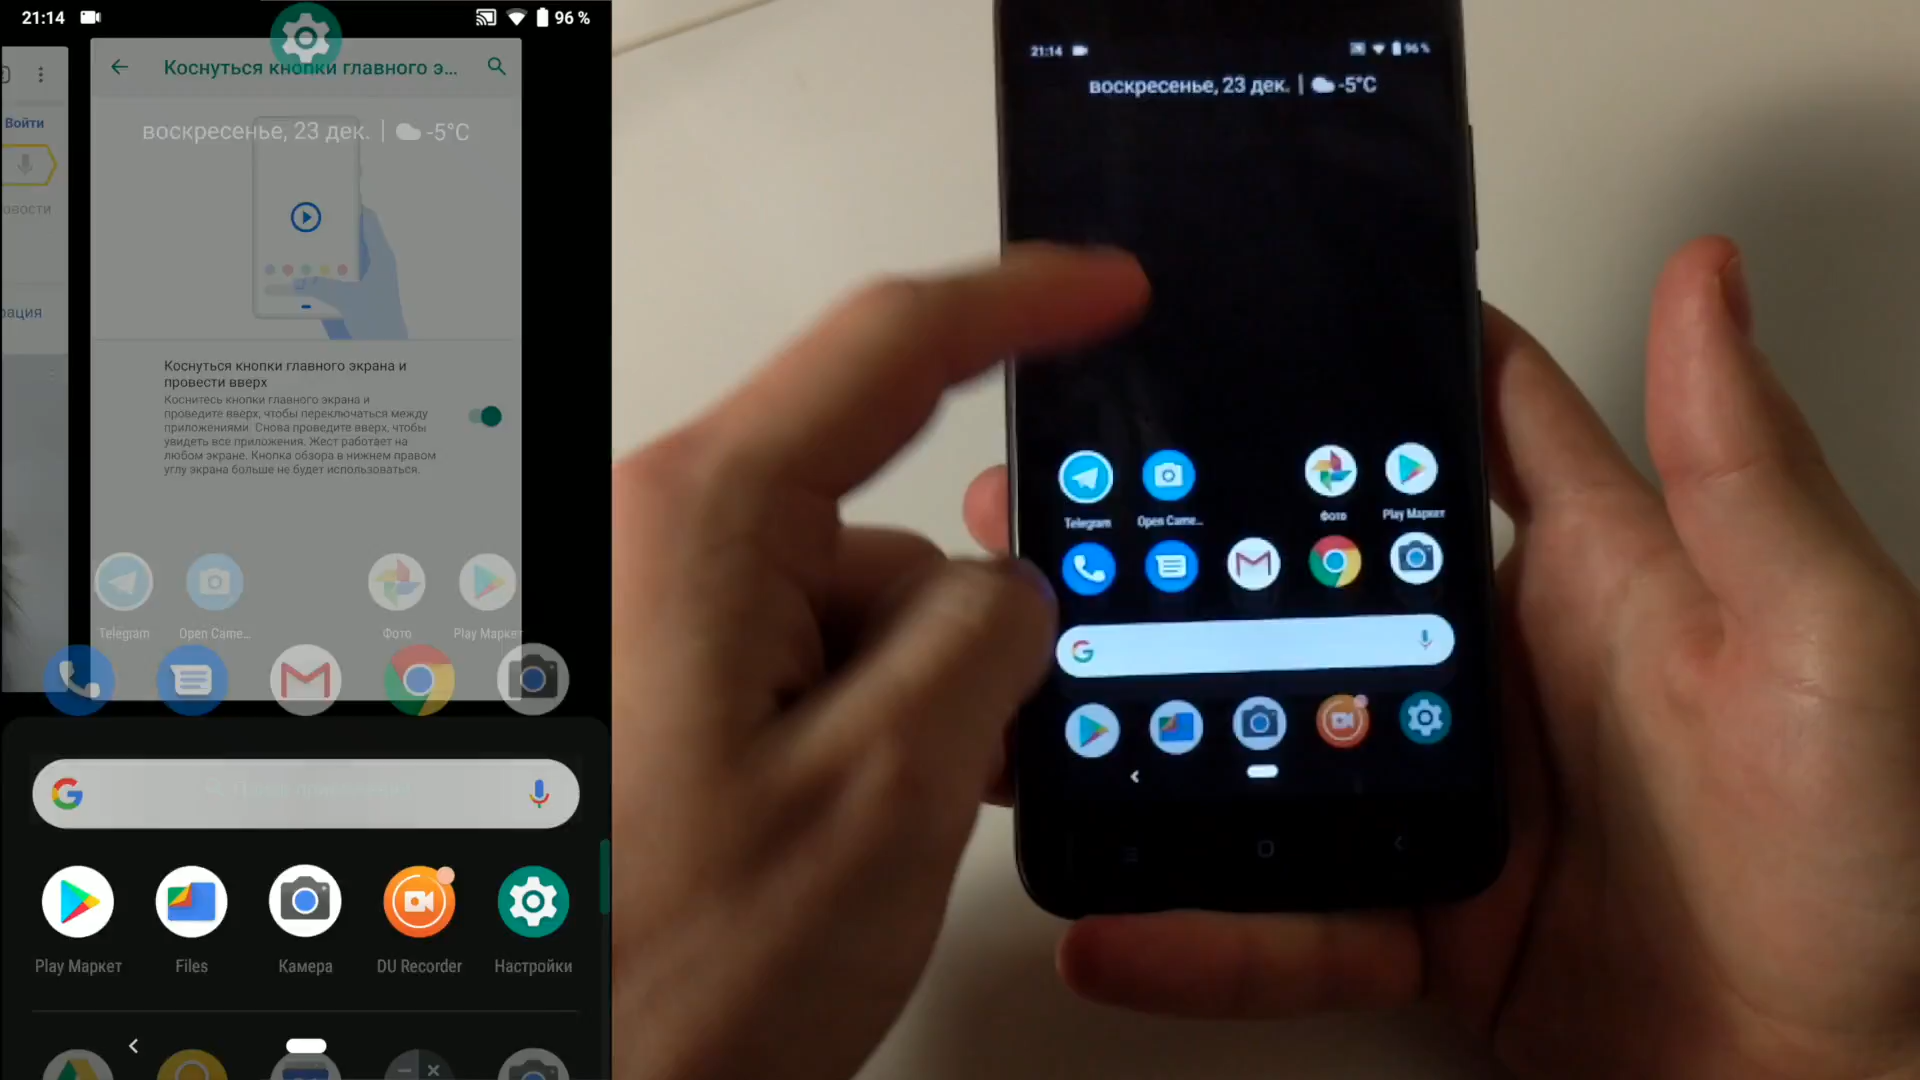 21:14
96 %
Коснуться кнопки главного э...
Войти
воскресенье, 23 дек. | -5°C
овости
рация
Коснуться кнопки главного экрана и
провести вверх
Коснитесь кнопки главного экрана и
проведите вверх, чтобы переключаться между
приложениями. Снова проведите вверх, чтобы
увидеть все приложения. Жест работает на
любом экране. Кнопка обзора в нижнем правом
углу экрана больше не будет использоваться.
Telegram
Open Came...
Фото
Play Маркет
Play Маркет
Files
Камера
DU Recorder
Настройки
21:14
96 %
воскресенье, 23 дек. | -5°C
Telegram
Open Came...
Фото
Play Маркет